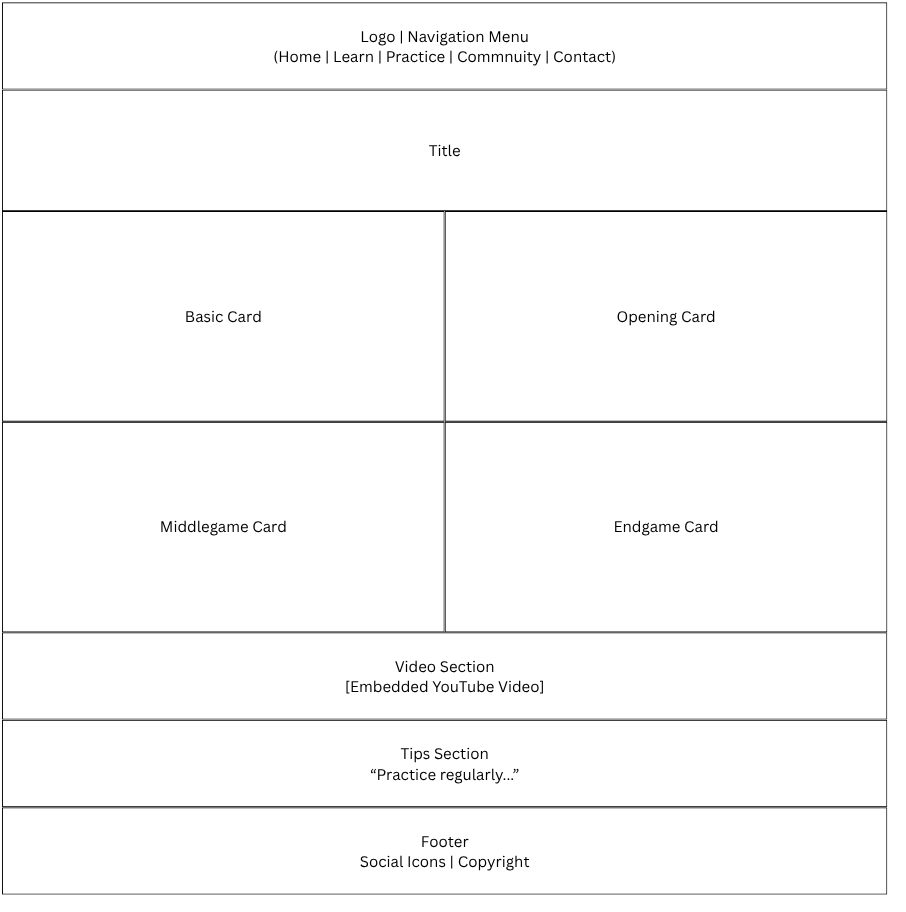 Logo | Navigation Menu
(Home | Learn | Practice | Commnuity | Contact)
Title
Basic Card
Opening Card
Middlegame Card
Endgame Card
Video Section
[Embedded YouTube Video]
Tips Section
“Practice regularly...”
Footer
Social Icons | Copyright